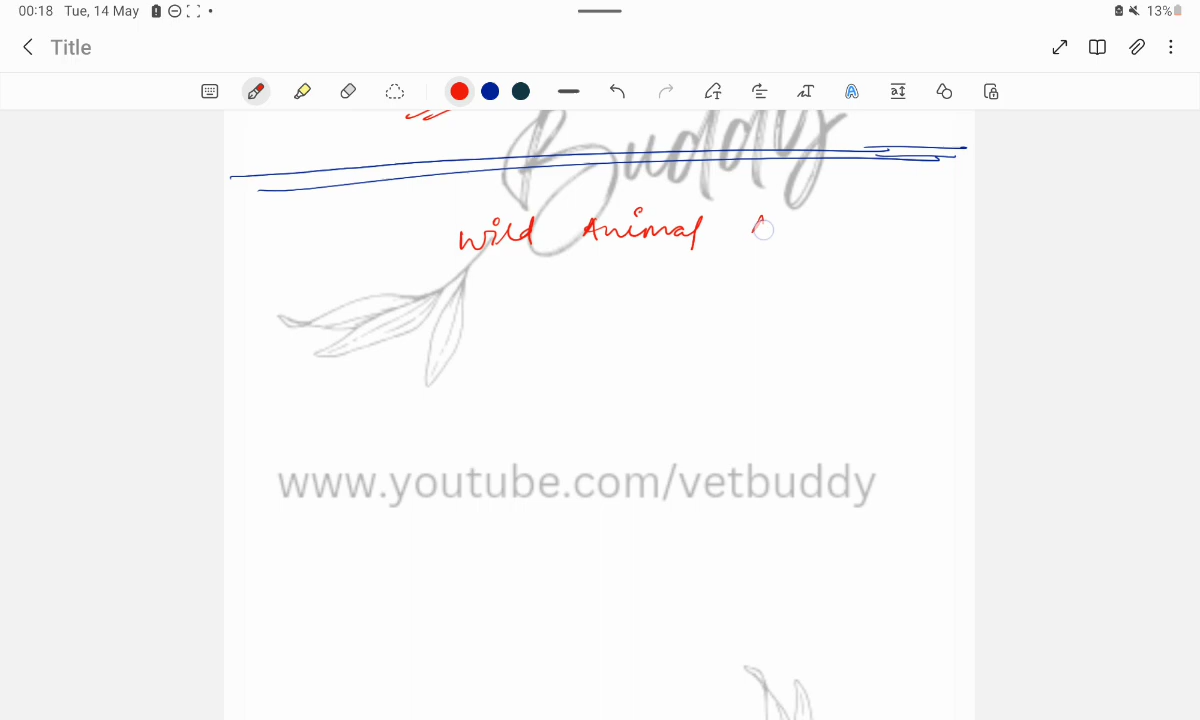 00:18 Tue, 14 May 13%
Title
Buddy
Wild Animal
www.youtube.com/vetbuddy